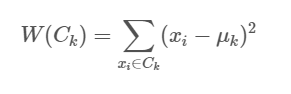 W(C_k) = \sum_{x_i \in C_k} (x_i - \mu_k)^2